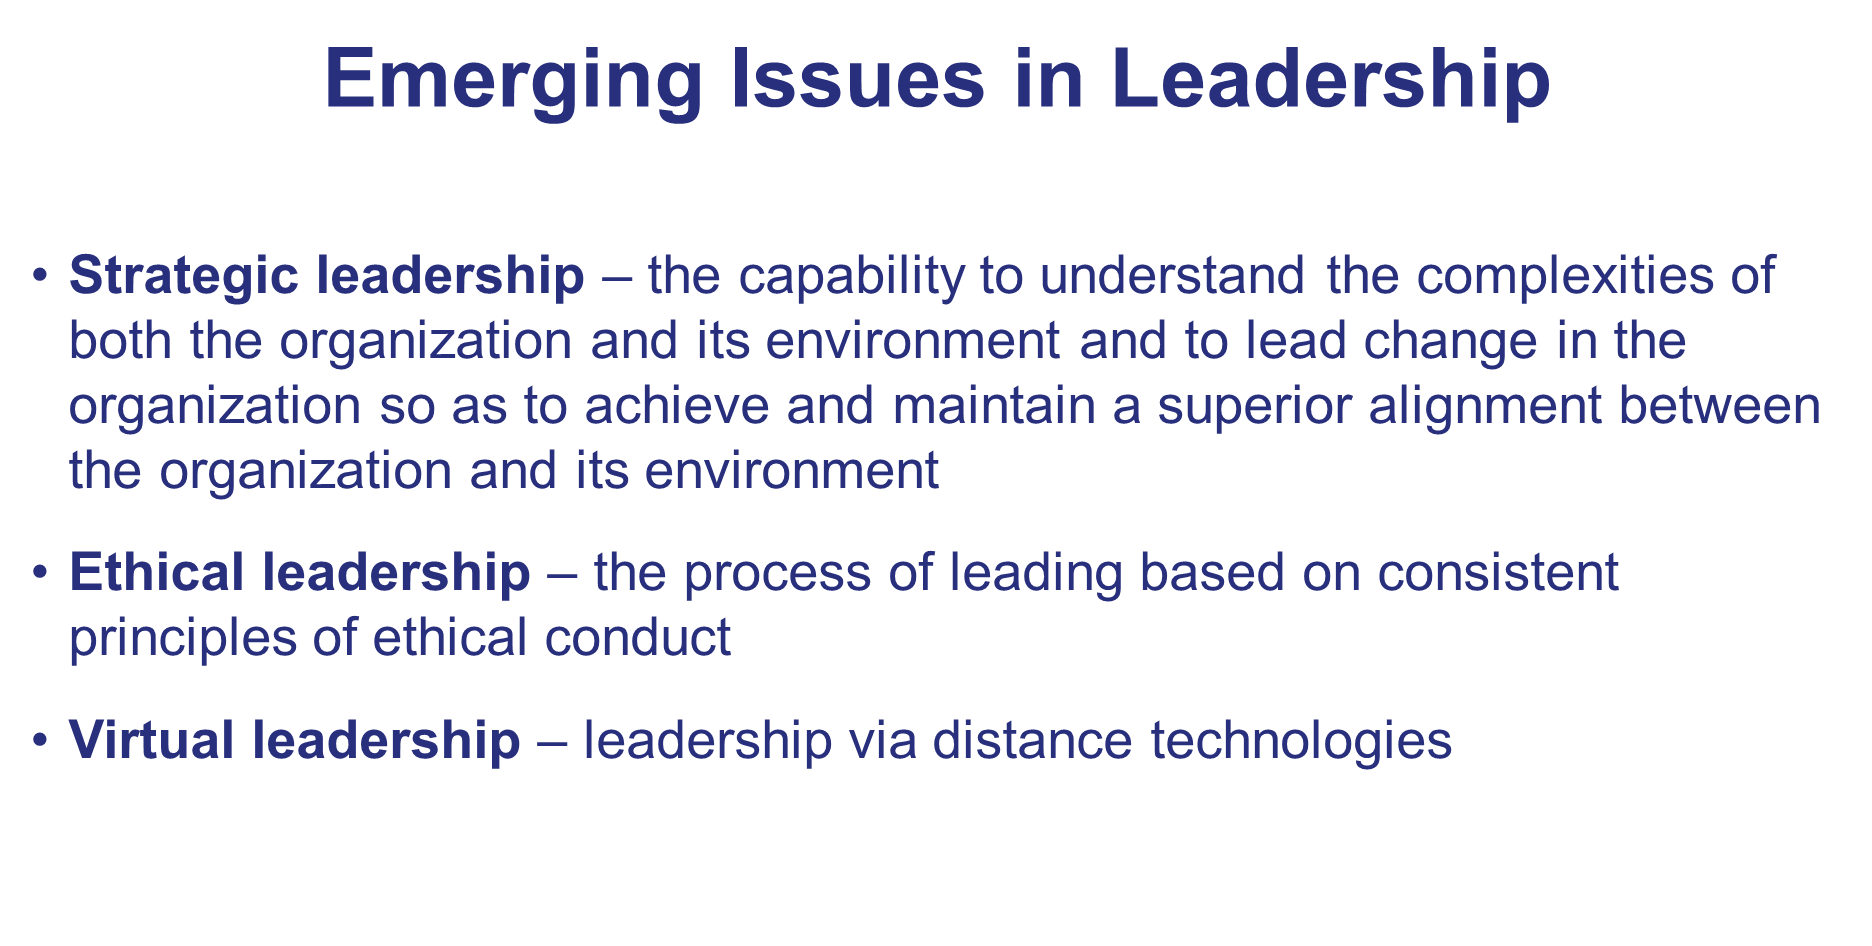 Emerging Issues in Leadership
• Strategic leadership – the capability to understand the complexities of
both the organization and its environment and to lead change in the
organization so as to achieve and maintain a superior alignment between
the organization and its environment
• Ethical leadership – the process of leading based on consistent
principles of ethical conduct
• Virtual leadership – leadership via distance technologies